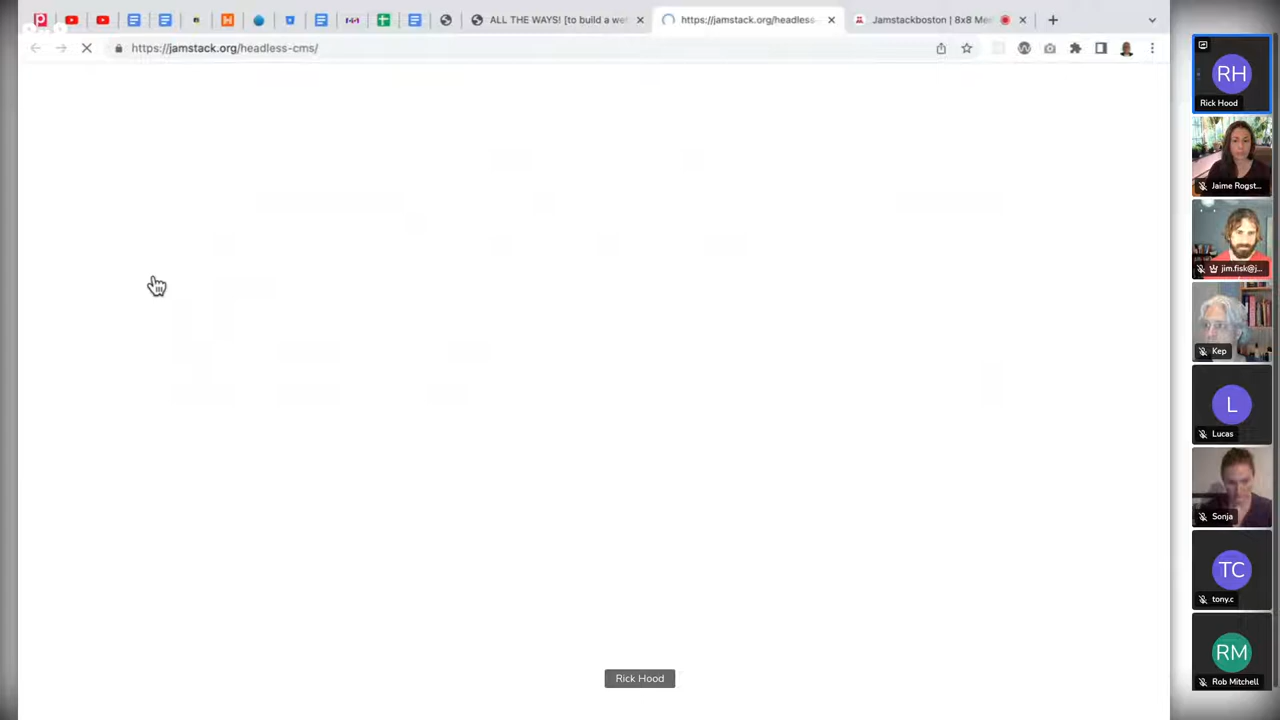 ALL THE WAYS! [to build a we
https://jamstack.org/headless-
Jamstackboston | 8x8 Me
https://jamstack.org/headless-cms/
RH
Rick Hood
Jaime Rogst...
jim.fisk@j...
Kep
L
Lucas
Sonja
TC
tony.c
RM
Rob Mitchell
Rick Hood